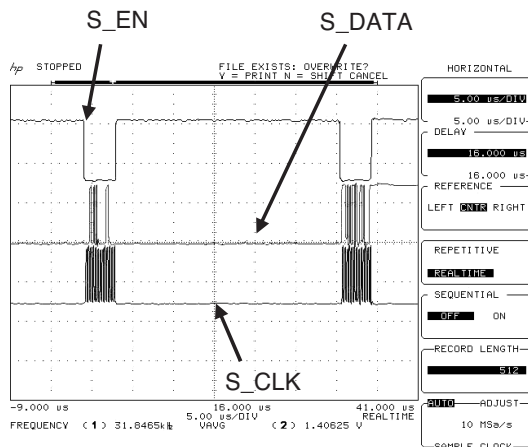 S_EN
S_DATA
hp STOPPED
FILE EXISTS: OVERWRITE?
Y = PRINT N = SHIFT CANCEL
HORIZONTAL
5.00 us/DIV
5.00 us/DIV
DELAY
16.000 us
16.000 us
REFERENCE
LEFT CNTR RIGHT
REPETITIVE
REALTIME
SEQUENTIAL
OFF ON
RECORD LENGTH
512
AUTO ADJUST
10 MSa/s
SAMPLE CLOCK
S_CLK
-9.000 us 16.000 us 41.000 us
5.00 us/DIV REALTIME
FREQUENCY (1) 31.8465kHz VAVG (2) 1.40625 V